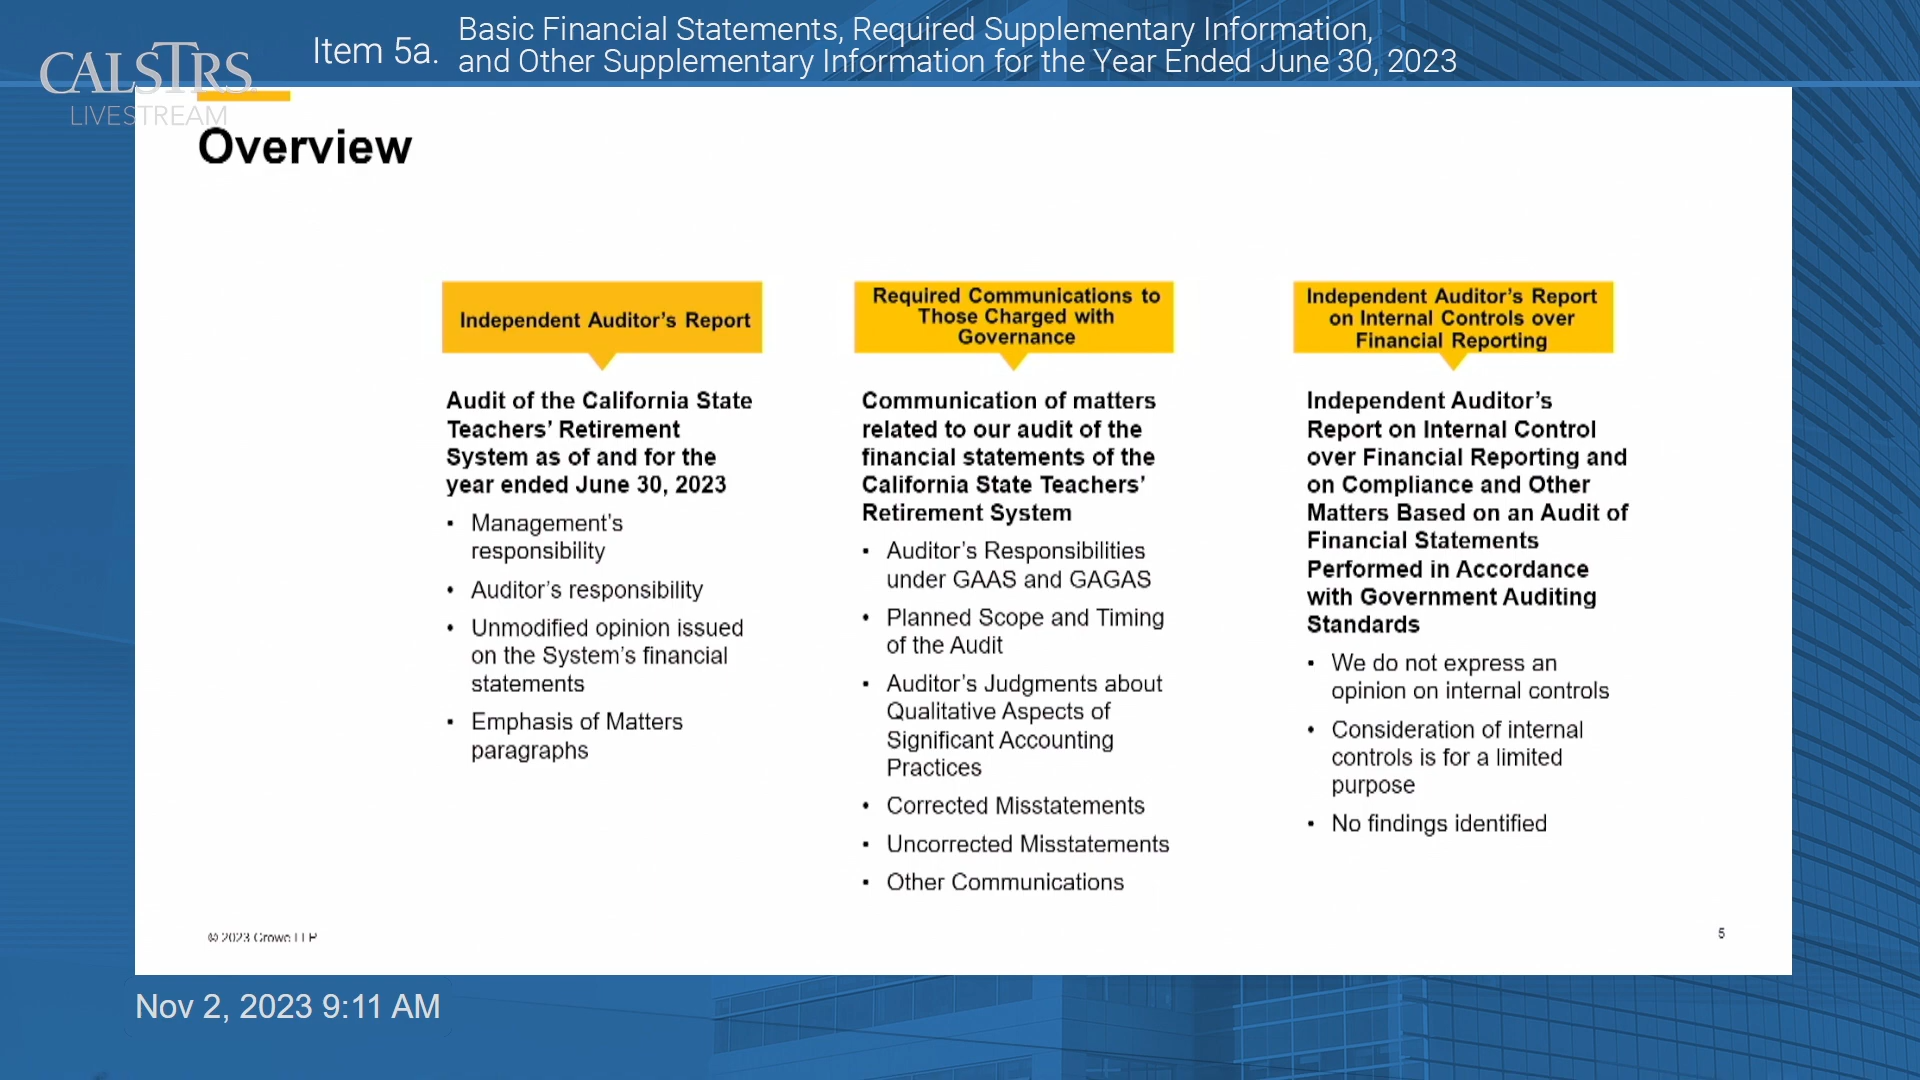 CALSTRS
LIVESTREAM
Item 5a.
Basic Financial Statements, Required Supplementary Information,
and Other Supplementary Information for the Year Ended June 30, 2023
Overview
Independent Auditor's Report
Audit of the California State
Teachers' Retirement
System as of and for the
year ended June 30, 2023
▪ Management's
responsibility
• Auditor's responsibility
▪ Unmodified opinion issued
on the System's financial
statements
▪ Emphasis of Matters
paragraphs
Required Communications to
Those Charged with
Governance
Communication of matters
related to our audit of the
financial statements of the
California State Teachers'
Retirement System
▪ Auditor's Responsibilities
under GAAS and GAGAS
▪ Planned Scope and Timing
of the Audit
▪ Auditor's Judgments about
Qualitative Aspects of
Significant Accounting
Practices
• Corrected Misstatements
▪ Uncorrected Misstatements
▪ Other Communications
Independent Auditor's Report
on Internal Controls over
Financial Reporting
Independent Auditor's
Report on Internal Control
over Financial Reporting and
on Compliance and Other
Matters Based on an Audit of
Financial Statements
Performed in Accordance
with Government Auditing
Standards
▪ We do not express an
opinion on internal controls
• Consideration of internal
controls is for a limited
purpose
▪ No findings identified
© 2023 Crowe LLP
5
Nov 2, 2023 9:11 AM